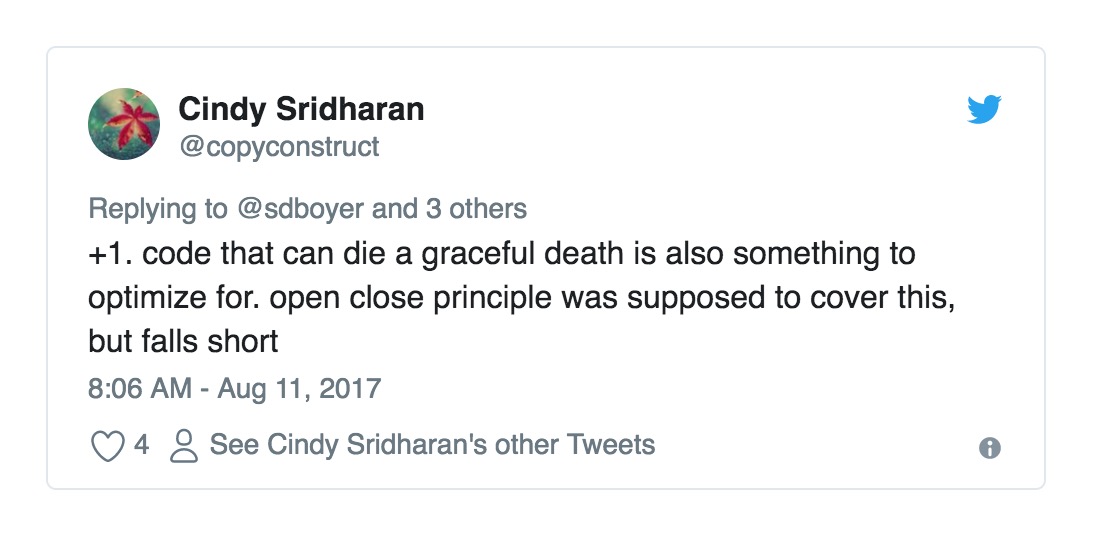 Cindy Sridharan
@copyconstruct
Replying to @sdboyer and 3 others
+1. code that can die a graceful death is also something to
optimize for. open close principle was supposed to cover this,
but falls short
8:06 AM - Aug 11, 2017
4 See Cindy Sridharan's other Tweets